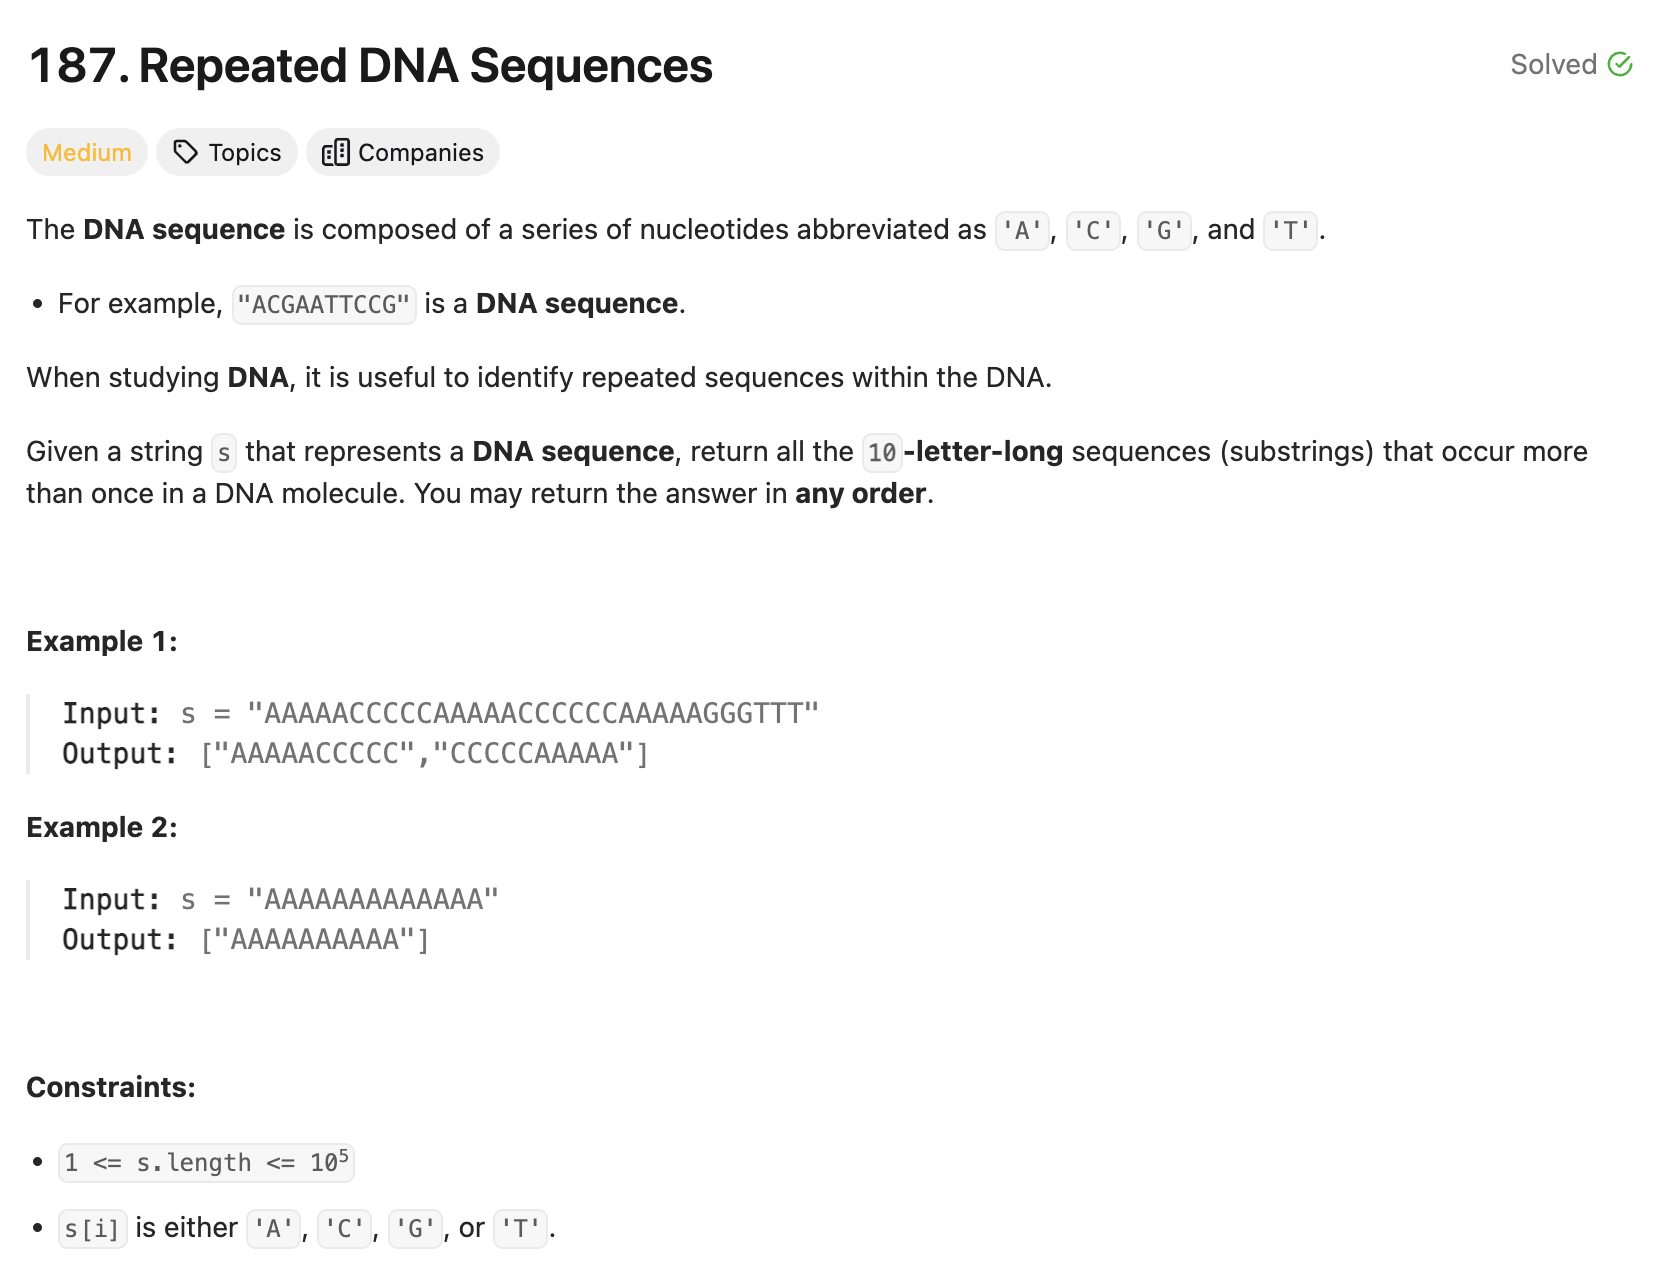 187. Repeated DNA Sequences
Solved
Medium
Topics
Companies
The DNA sequence is composed of a series of nucleotides abbreviated as 'A', 'C', 'G', and 'T'.
• For example, "ACGAATTCCG" is a DNA sequence.
When studying DNA, it is useful to identify repeated sequences within the DNA.
Given a string s that represents a DNA sequence, return all the 10-letter-long sequences (substrings) that occur more
than once in a DNA molecule. You may return the answer in any order.
Example 1:
Input: s = "AAAAACCCCCAAAAACCCCCCAAAAAGGGTTT"
Output: ["AAAAACCCCC","CCCCCAAAAA"]
Example 2:
Input: s = "AAAAAAAAAAAAA"
Output: ["AAAAAAAAAA"]
Constraints:
• 1 <= s.length <= 10⁵
• s[i] is either 'A', 'C', 'G', or 'T'.